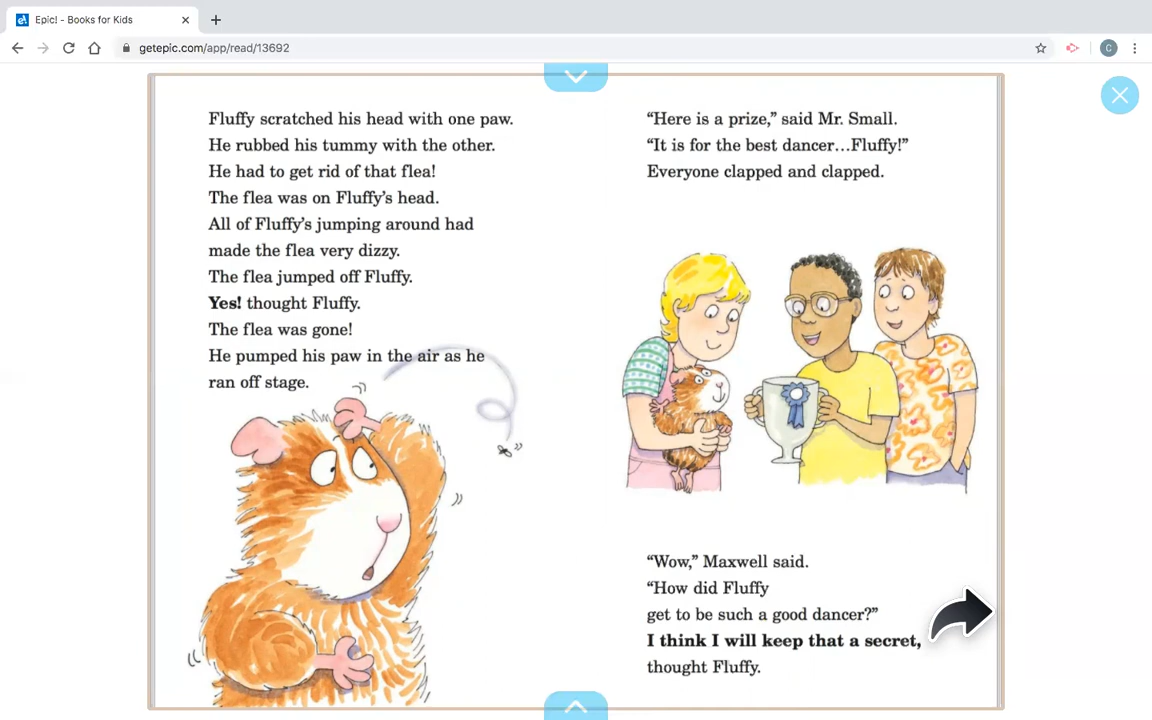 Epic! - Books for Kids
getepic.com/app/read/13692
C
Fluffy scratched his head with one paw.
He rubbed his tummy with the other.
He had to get rid of that flea!
The flea was on Fluffy’s head.
All of Fluffy’s jumping around had
made the flea very dizzy.
The flea jumped off Fluffy.
Yes! thought Fluffy.
The flea was gone!
He pumped his paw in the air as he
ran off stage.
“Here is a prize,” said Mr. Small.
“It is for the best dancer…Fluffy!”
Everyone clapped and clapped.
“Wow,” Maxwell said.
“How did Fluffy
get to be such a good dancer?”
I think I will keep that a secret,
thought Fluffy.